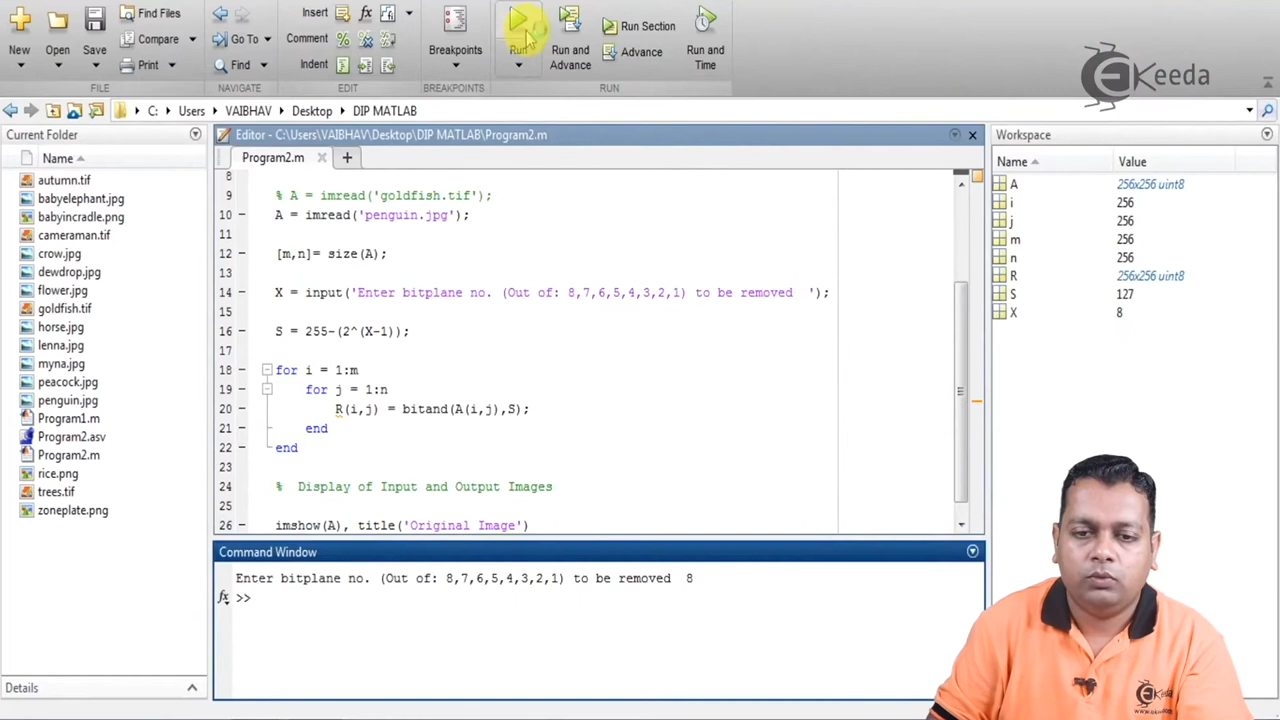 New
Open
Save
Find Files
Compare
Print
FILE
Go To
Find
NAVIGATE
Insert
fx
Comment
Indent
EDIT
Breakpoints
BREAKPOINTS
Run
Run and
Advance
Run Section
Advance
Run and
Time
RUN
EKeeda
C: Users VAIBHAV Desktop DIP MATLAB
Current Folder
Name
autumn.tif
babyelephant.jpg
babyincradle.png
cameraman.tif
crow.jpg
dewdrop.jpg
flower.jpg
goldfish.tif
horse.jpg
lenna.jpg
myna.jpg
peacock.jpg
penguin.jpg
Program1.m
Program2.asv
Program2.m
rice.png
trees.tif
zoneplate.png
Details
Editor - C:\Users\VAIBHAV\Desktop\DIP MATLAB\Program2.m
Program2.m
8
9 % A = imread('goldfish.tif');
10 A = imread('penguin.jpg');
11
12 [m,n]= size(A);
13
14 X = input('Enter bitplane no. (Out of: 8,7,6,5,4,3,2,1) to be removed  ');
15
16 S = 255-(2^(X-1));
17
18 for i = 1:m
19 for j = 1:n
20 R(i,j) = bitand(A(i,j),S);
21 end
22 end
23
24 %  Display of Input and Output Images
25
26 imshow(A), title('Original Image')
Command Window
Enter bitplane no. (Out of: 8,7,6,5,4,3,2,1) to be removed  8
fx >>
Workspace
Name Value
A 256x256 uint8
i 256
j 256
m 256
n 256
R 256x256 uint8
S 127
X 8